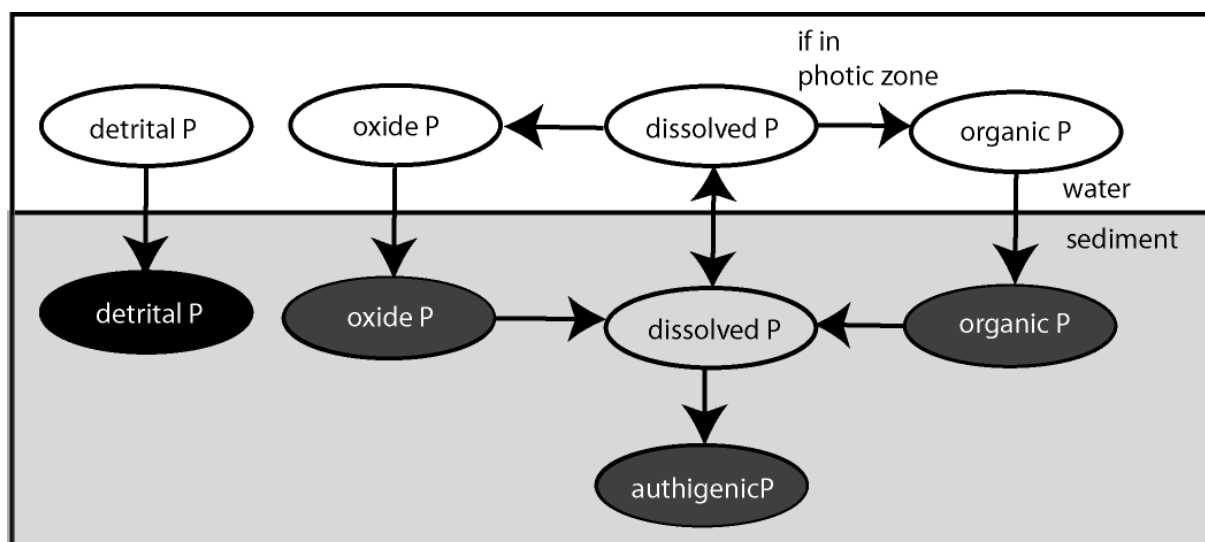 if in
photic zone
detrital P
oxide P
dissolved P
organic P
water
sediment
detrital P
oxide P
dissolved P
organic P
authigenicP